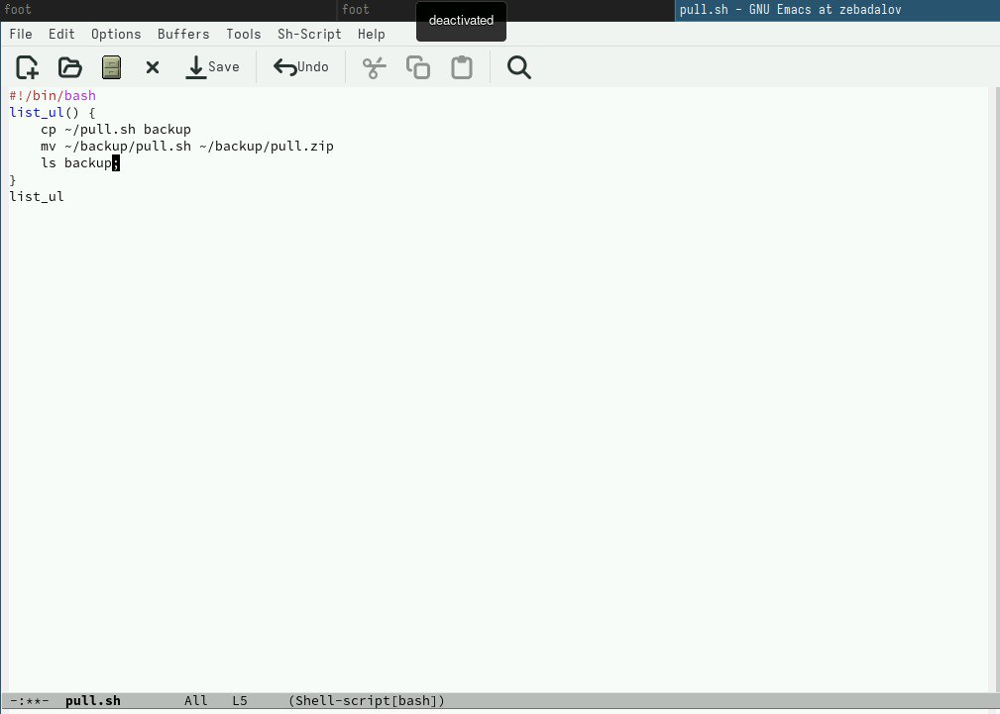 foot foot pull.sh - GNU Emacs at zebadalov
deactivated
File Edit Options Buffers Tools Sh-Script Help
Save Undo
#!/bin/bash
list_ul() {
    cp ~/pull.sh backup
    mv ~/backup/pull.sh ~/backup/pull.zip
    ls backup;
}
list_ul
-:**- pull.sh All L5 (Shell-script[bash])